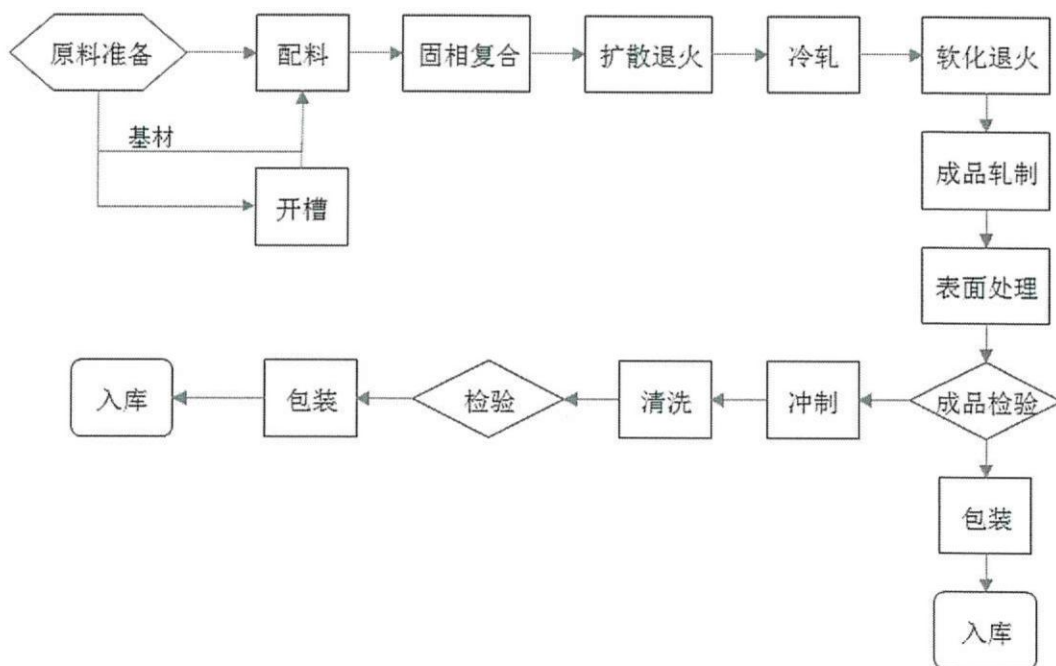 原料准备
配料
固相复合
扩散退火
冷轧
软化退火
基材
开槽
成品轧制
表面处理
入库
包装
检验
清洗
冲制
成品检验
包装
入库